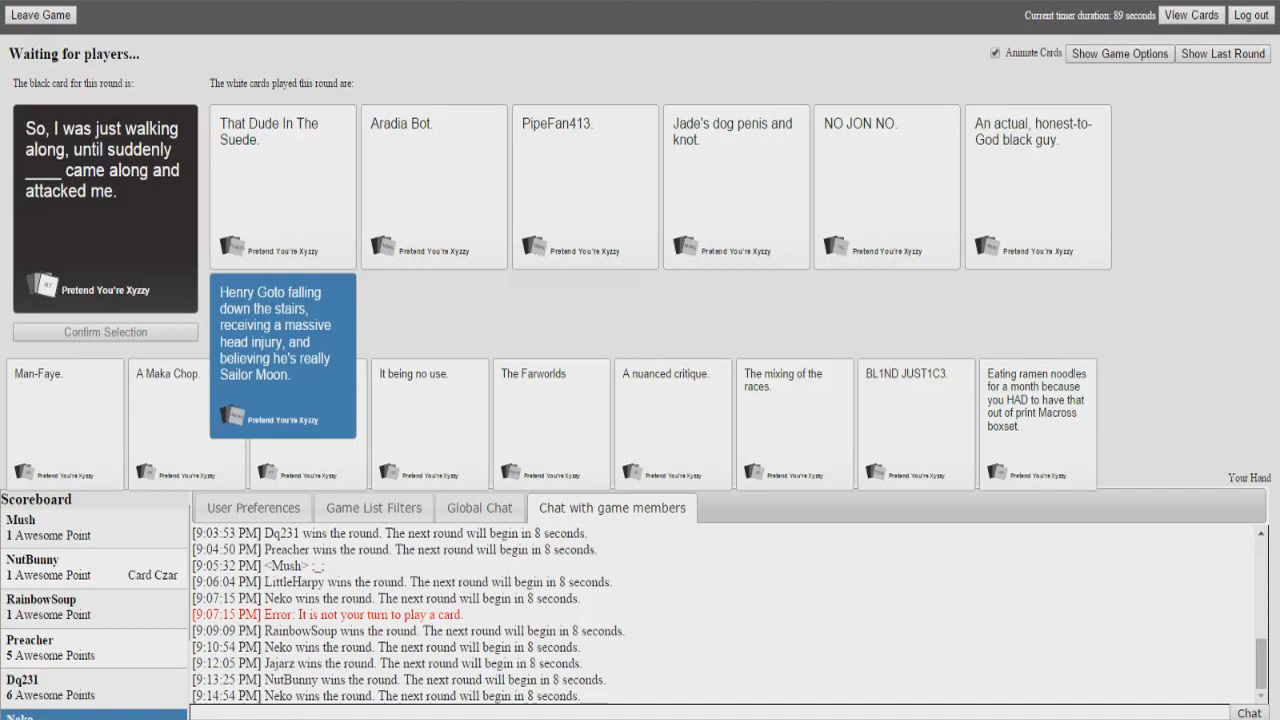 Leave Game
Current timer duration: 89 seconds
View Cards
Log out
Waiting for players...
Animate Cards
Show Game Options
Show Last Round
The black card for this round is:
The white cards played this round are:
So, I was just walking
along, until suddenly
____ came along and
attacked me.
Pretend You're Xyzzy
Confirm Selection
That Dude In The
Suede.
Pretend You're Xyzzy
Aradia Bot.
Pretend You're Xyzzy
PipeFan413.
Pretend You're Xyzzy
Jade's dog penis and
knot.
Pretend You're Xyzzy
NO JON NO.
Pretend You're Xyzzy
An actual, honest-to-
God black guy.
Pretend You're Xyzzy
Henry Goto falling
down the stairs,
receiving a massive
head injury, and
believing he's really
Sailor Moon.
Pretend You're Xyzzy
Man-Faye.
Pretend You're Xyzzy
A Maka Chop.
Pretend You're Xyzzy
Pretend You're Xyzzy
It being no use.
Pretend You're Xyzzy
The Farworlds
Pretend You're Xyzzy
A nuanced critique.
Pretend You're Xyzzy
The mixing of the
races.
Pretend You're Xyzzy
BL1ND JUST1C3.
Pretend You're Xyzzy
Eating ramen noodles
for a month because
you HAD to have that
out of print Macross
boxset.
Pretend You're Xyzzy
Your Hand
Scoreboard
Mush
1 Awesome Point
NutBunny
1 Awesome Point Card Czar
RainbowSoup
1 Awesome Point
Preacher
5 Awesome Points
Dq231
6 Awesome Points
Neko
User Preferences
Game List Filters
Global Chat
Chat with game members
[9:03:53 PM] Dq231 wins the round. The next round will begin in 8 seconds.
[9:04:50 PM] Preacher wins the round. The next round will begin in 8 seconds.
[9:05:32 PM] <Mush> ;_;
[9:06:04 PM] LittleHarpy wins the round. The next round will begin in 8 seconds.
[9:07:15 PM] Neko wins the round. The next round will begin in 8 seconds.
[9:07:15 PM] Error: It is not your turn to play a card.
[9:09:09 PM] RainbowSoup wins the round. The next round will begin in 8 seconds.
[9:10:54 PM] Neko wins the round. The next round will begin in 8 seconds.
[9:12:05 PM] Jajarz wins the round. The next round will begin in 8 seconds.
[9:13:25 PM] NutBunny wins the round. The next round will begin in 8 seconds.
[9:14:54 PM] Neko wins the round. The next round will begin in 8 seconds.
Chat